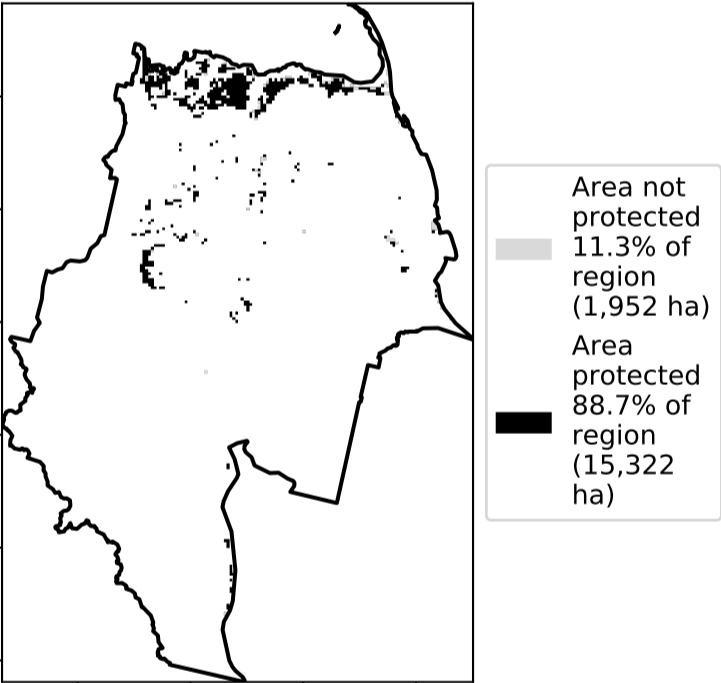 Area not
protected
11.3% of
region
(1,952 ha)
Area
protected
88.7% of
region
(15,322
ha)